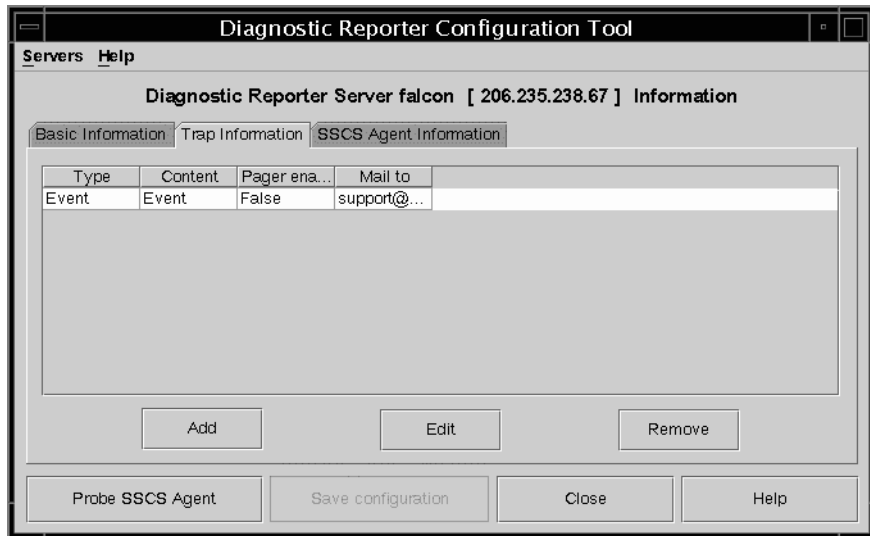 Diagnostic Reporter Configuration Tool
Servers Help
Diagnostic Reporter Server falcon [ 206.235.238.67 ] Information
Basic Information Trap Information SSCS Agent Information
Type Content Pager ena... Mail to
Event Event False support@...
Add Edit Remove
Probe SSCS Agent Save configuration Close Help